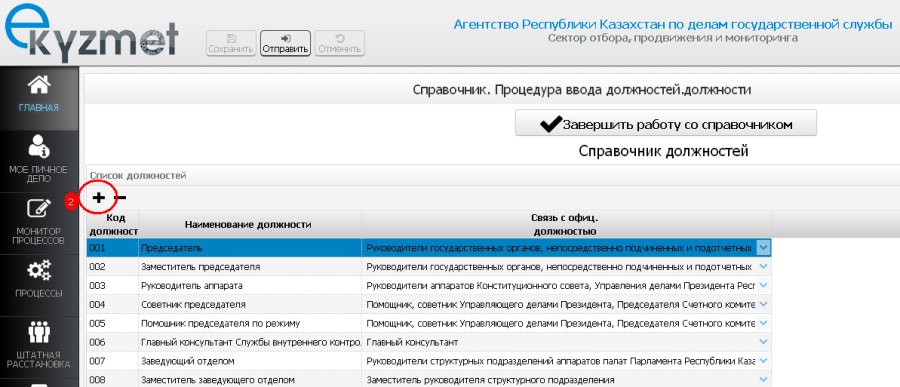 ekyzmet
Сохранить Отправить Отменить
Агентство Республики Казахстан по делам государственной службы
Сектор отбора, продвижения и мониторинга
ГЛАВНАЯ
МОЕ ЛИЧНОЕ
ДЕЛО
МОНИТОР
ПРОЦЕССОВ
ПРОЦЕССЫ
ШТАТНАЯ
РАССТАНОВКА
Справочник. Процедура ввода должностей.должности
Завершить работу со справочником
Справочник должностей
Список должностей
2
Код
должност
Наименование должности
Связь с офиц.
должностью
001 Председатель Руководители государственных органов, непосредственно подчиненных и подотчетных
002 Заместитель председателя Руководители государственных органов, непосредственно подчиненных и подотчетных
003 Руководитель аппарата Руководители аппаратов Конституционного совета, Управления делами Президента Рес
004 Советник председателя Помощник, советник Управляющего делами Президента, Председателя Счетного комите
005 Помошник председателя по режиму Помощник, советник Управляющего делами Президента, Председателя Счетного комите
006 Главный консультант Службы внутреннего контро. Главный консультант
007 Заведующий отделом Руководители структурных подразделений аппаратов палат Парламента Республики Каза
008 Заместитель заведующего отделом Заместитель руководителя структурного подразделения